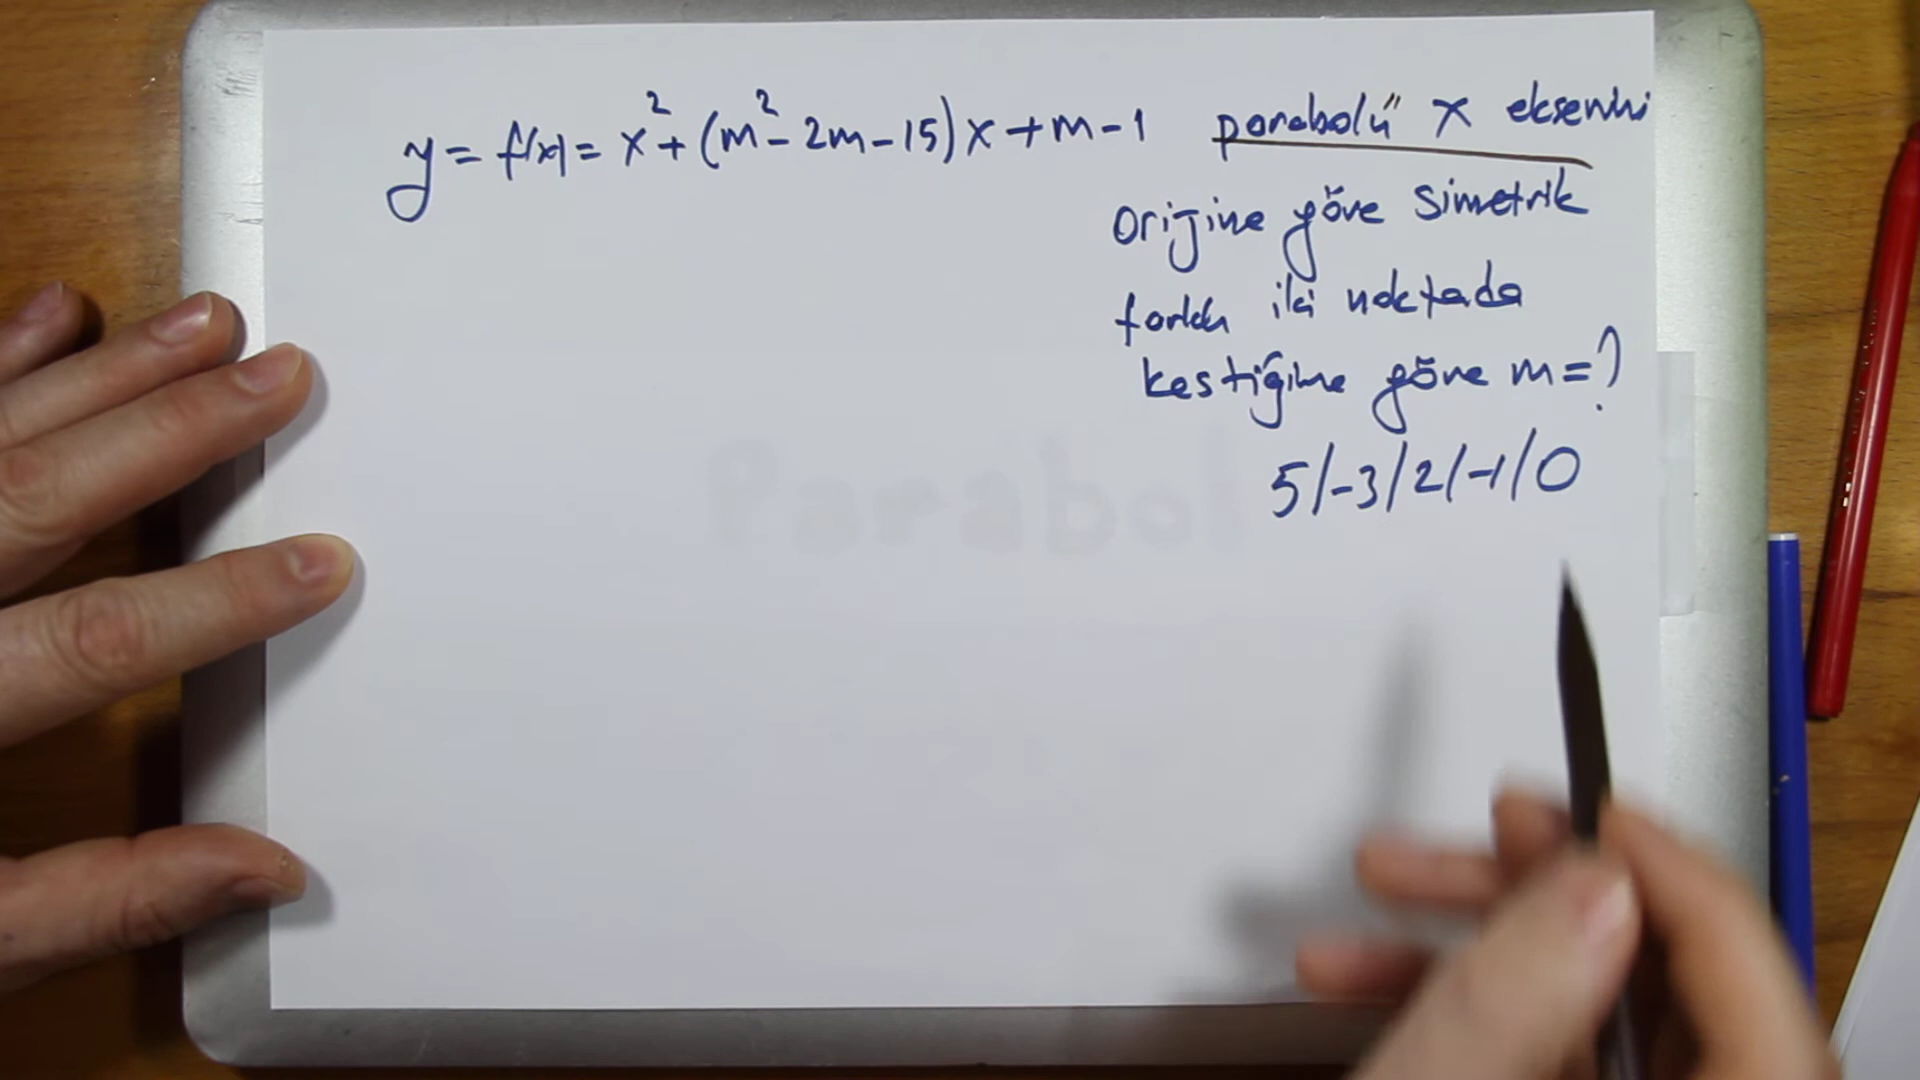 y = f(x) = x² + (m² - 2m - 15)x + m - 1 parabolü x eksenini
orijine göre simetrik
farklı iki noktada
kestiğine göre m = ?
5 / -3 / 2 / -1 / 0
Parabol